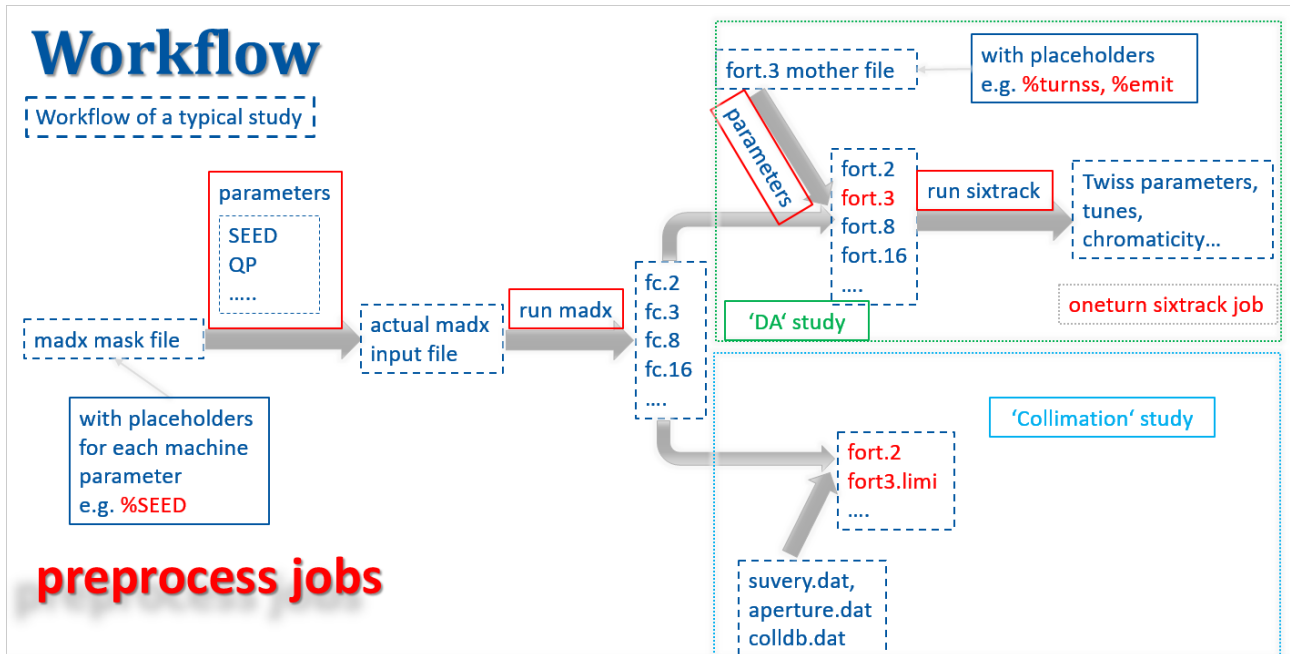 Workflow
Workflow of a typical study
parameters
SEED
QP
.....
madx mask file
with placeholders
for each machine
parameter
e.g. %SEED
actual madx
input file
run madx
fc.2
fc.3
fc.8
fc.16
....
fort.3 mother file
with placeholders
e.g. %turnss, %emit
parameters
fort.2
fort.3
fort.8
fort.16
....
run sixtrack
Twiss parameters,
tunes,
chromaticity...
oneturn sixtrack job
‘DA‘ study
‘Collimation‘ study
fort.2
fort3.limi
....
suvery.dat,
aperture.dat
colldb.dat
preprocess jobs